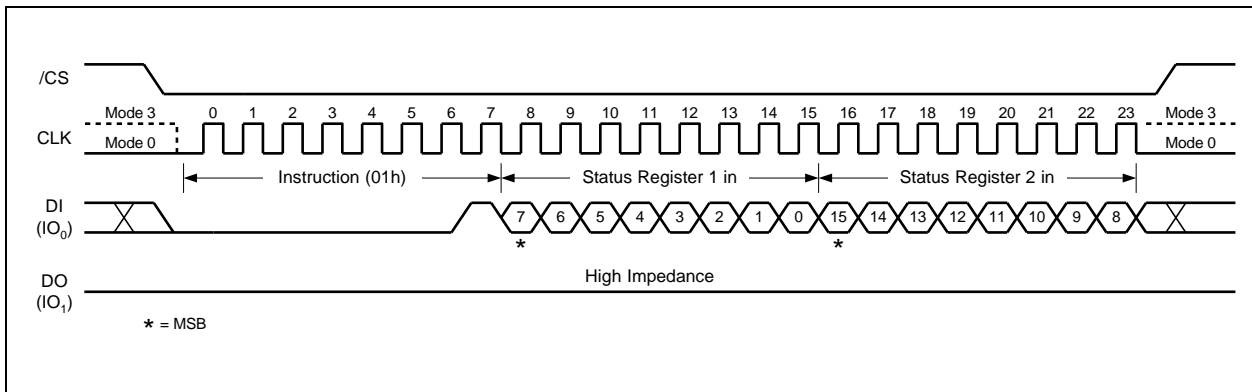 /CS
Mode 3 0 1 2 3 4 5 6 7 8 9 10 11 12 13 14 15 16 17 18 19 20 21 22 23 Mode 3
CLK Mode 0 Mode 0
Instruction (01h) Status Register 1 in Status Register 2 in
DI
(IO0) 7 6 5 4 3 2 1 0 15 14 13 12 11 10 9 8
* *
High Impedance
DO
(IO1)
* = MSB